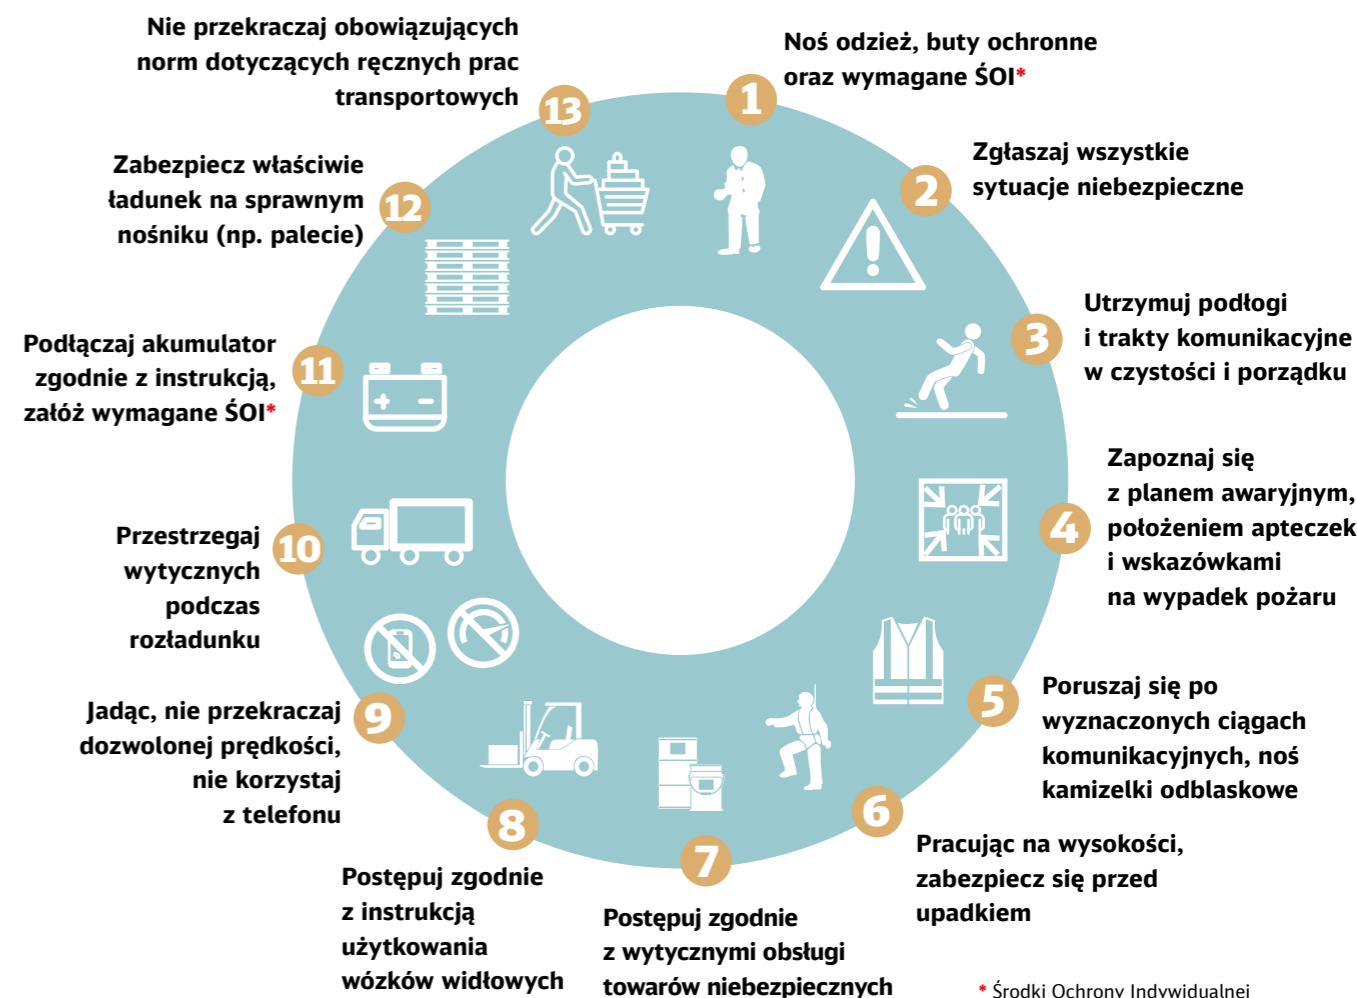 1
Noś odzież, buty ochronne
oraz wymagane ŚOI*
2
Zgłaszaj wszystkie
sytuacje niebezpieczne
3
Utrzymuj podłogi
i trakty komunikacyjne
w czystości i porządku
4
Zapoznaj się
z planem awaryjnym,
położeniem apteczek
i wskazówkami
na wypadek pożaru
5
Poruszaj się po
wyznaczonych ciągach
komunikacyjnych, noś
kamizelki odblaskowe
6
Pracując na wysokości,
zabezpiecz się przed
upadkiem
7
Postępuj zgodnie
z wytycznymi obsługi
towarów niebezpiecznych
8
Postępuj zgodnie
z instrukcją
użytkowania
wózków widłowych
9
Jadąc, nie przekraczaj
dozwolonej prędkości,
nie korzystaj
z telefonu
10
Przestrzegaj
wytycznych
podczas
rozładunku
11
Podłączaj akumulator
zgodnie z instrukcją,
załóż wymagane ŚOI*
12
Zabezpiecz właściwie
ładunek na sprawnym
nośniku (np. palecie)
13
Nie przekraczaj obowiązujących
norm dotyczących ręcznych prac
transportowych
* Środki Ochrony Indywidualnej